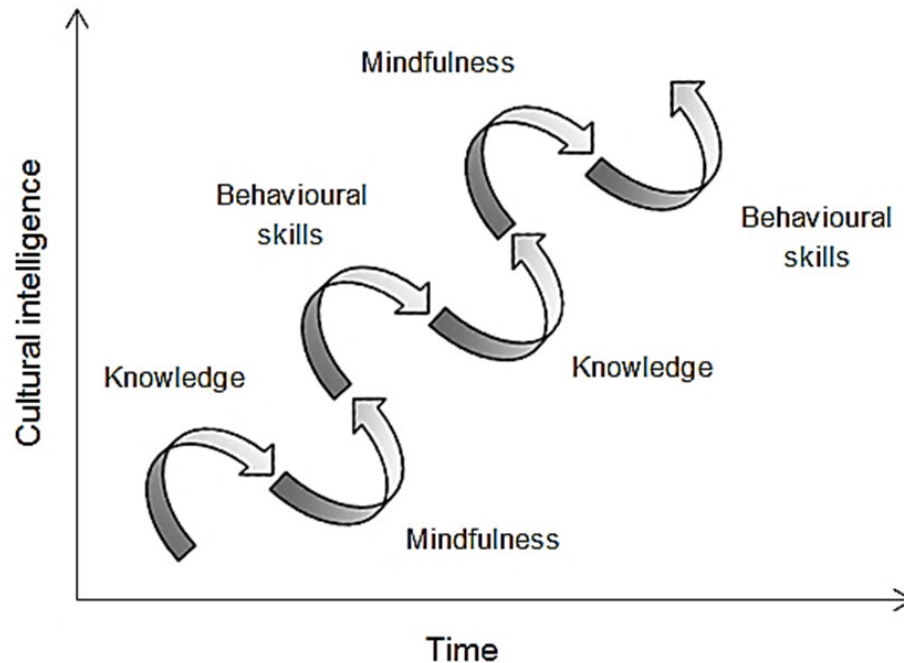 Mindfulness
Behavioural
skills
Behavioural
skills
Cultural intelligence
Knowledge
Knowledge
Mindfulness
Time